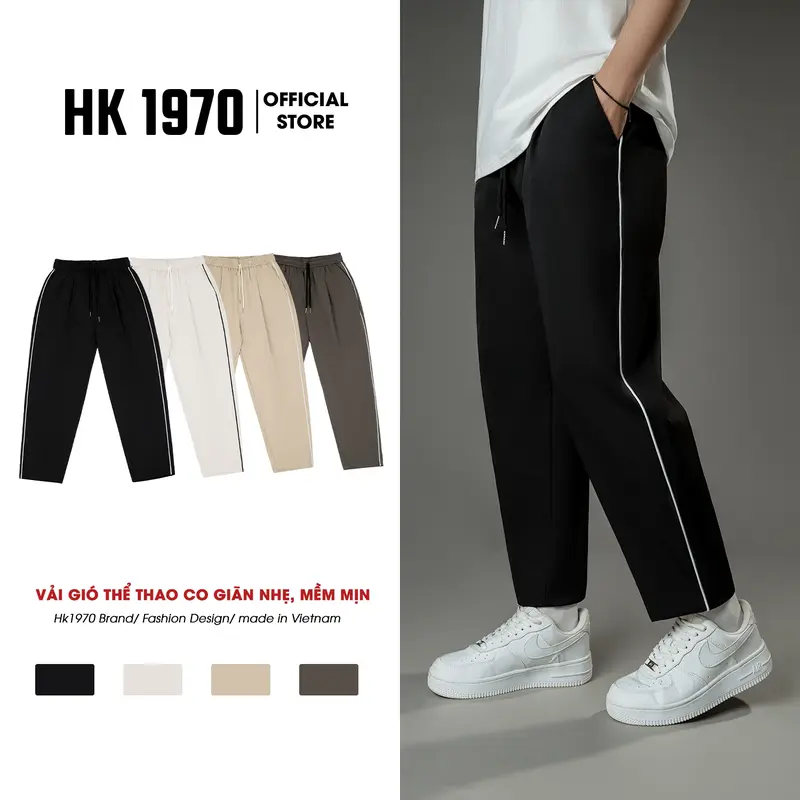 HK 1970
OFFICIAL
STORE
VẢI GIÓ THỂ THAO CO GIÃN NHẸ, MỀM MỊN
Hk1970 Brand/ Fashion Design/ made in Vietnam